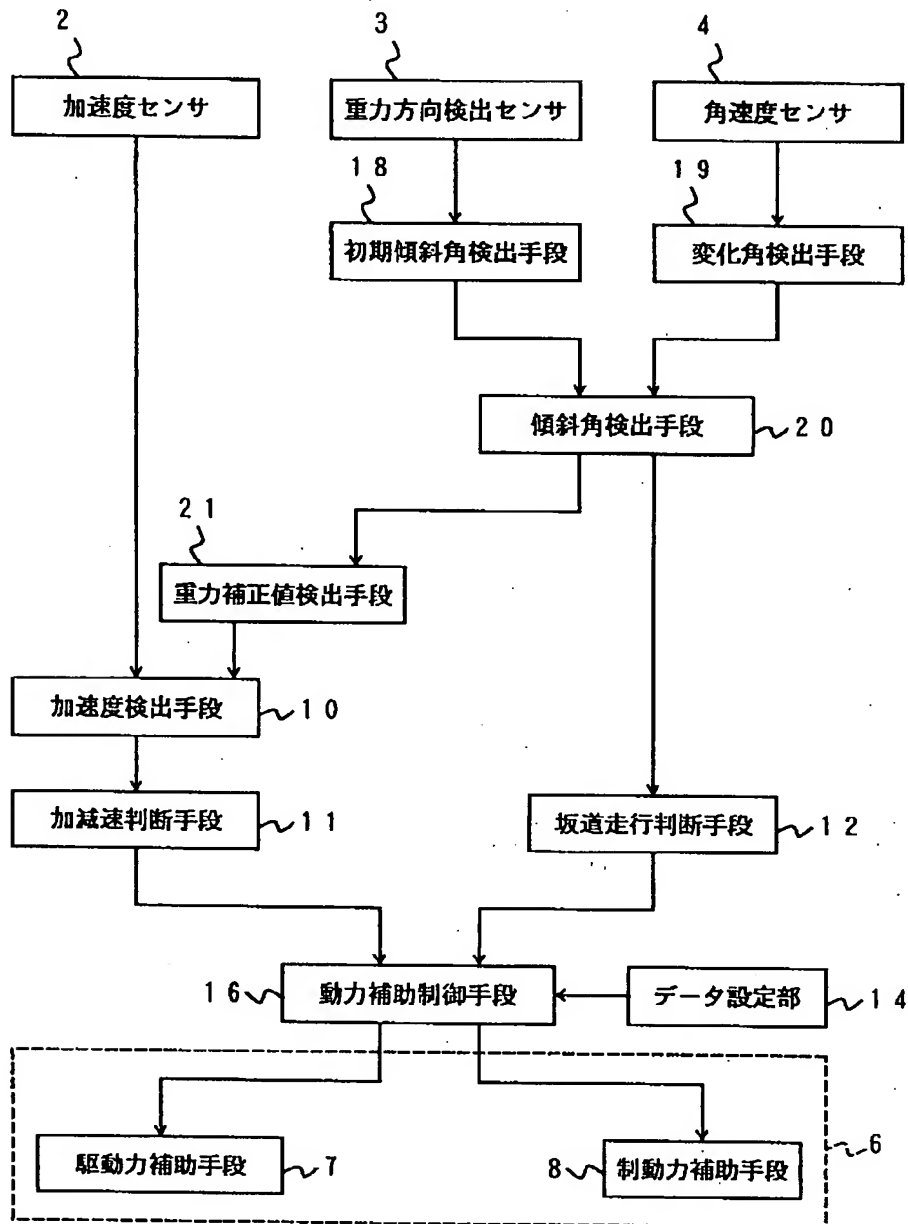 2
3
4
加速度センサ
重力方向検出センサ
角速度センサ
18
19
初期傾斜角検出手段
変化角検出手段
傾斜角検出手段
20
21
重力補正値検出手段
加速度検出手段
10
加減速判断手段
11
坂道走行判断手段
12
16
動力補助制御手段
データ設定部
14
駆動力補助手段
7
8
制動力補助手段
6